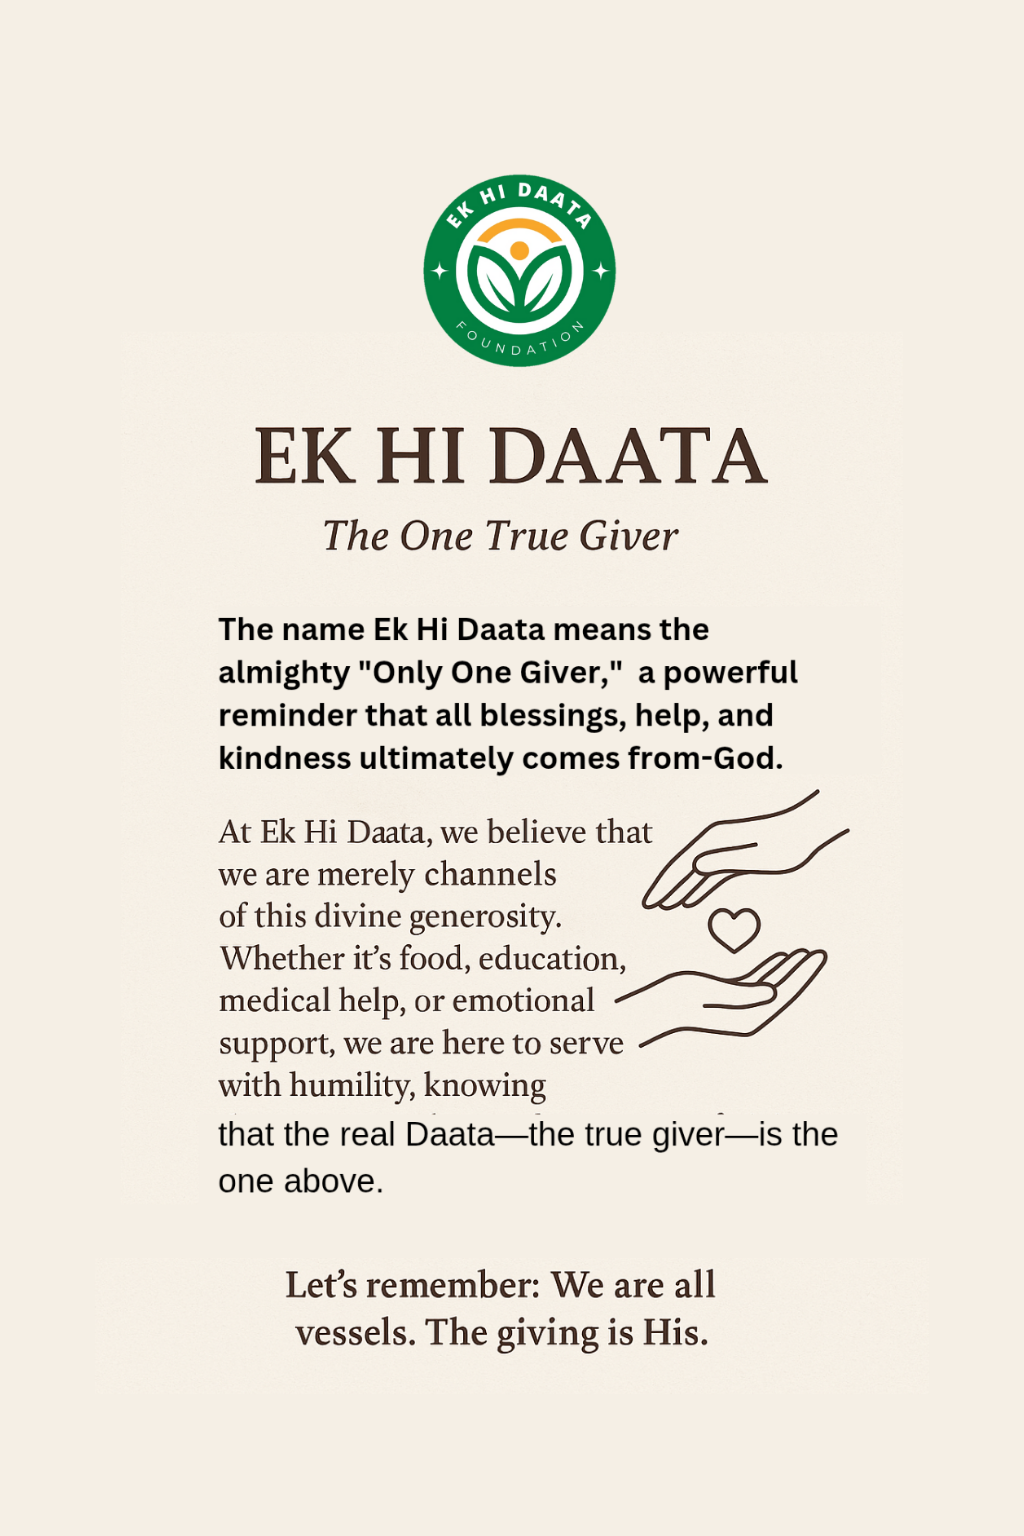 EK HI DAATA
FOUNDATION
EK HI DAATA
The One True Giver
The name Ek Hi Daata means the
almighty "Only One Giver,"  a powerful
reminder that all blessings, help, and
kindness ultimately comes from-God.
At Ek Hi Daata, we believe that
we are merely channels
of this divine generosity.
Whether it’s food, education,
medical help, or emotional
support, we are here to serve
with humility, knowing
that the real Daata—the true giver—is the
one above.
Let’s remember: We are all
vessels. The giving is His.